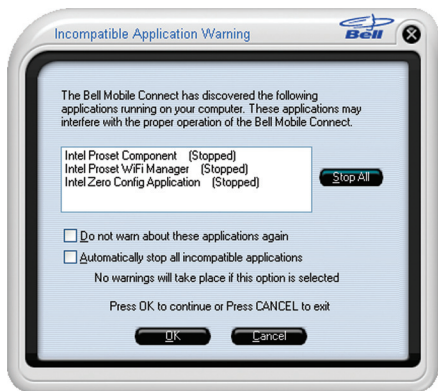 Incompatible Application Warning
Bell
The Bell Mobile Connect has discovered the following
applications running on your computer. These applications may
interfere with the proper operation of the Bell Mobile Connect.
Intel Proset Component (Stopped)
Intel Proset WiFi Manager (Stopped)
Intel Zero Config Application (Stopped)
Stop All
Do not warn about these applications again
Automatically stop all incompatible applications
No warnings will take place if this option is selected
Press OK to continue or Press CANCEL to exit
OK
Cancel